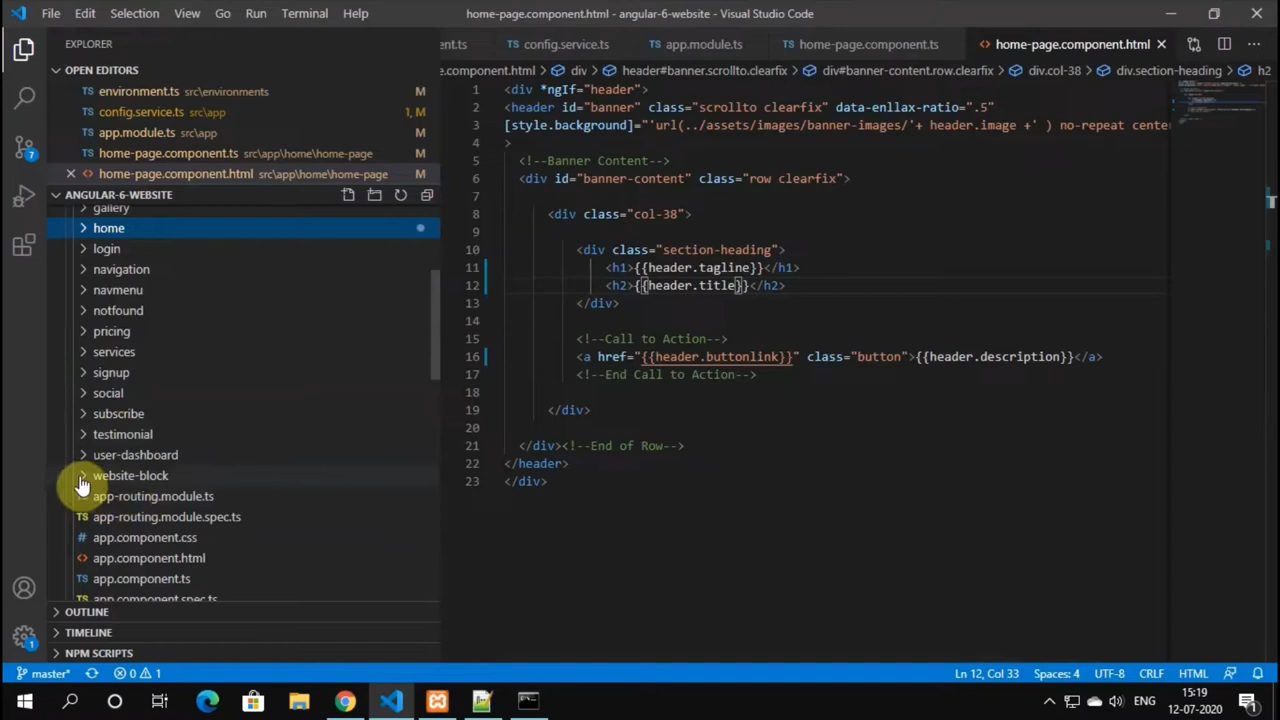 File Edit Selection View Go Run Terminal home-page.component.html - angular-6-website - Visual Studio Code
EXPLORER
OPEN EDITORS
environment.ts src\environments M
config.service.ts src\app 1, M
app.module.ts src\app M
home-page.component.ts src\app\home\home-page M
home-page.component.html src\app\home\home-page M
ANGULAR-6-WEBSITE
gallery
home
login
navigation
navmenu
notfound
pricing
services
signup
social
subscribe
testimonial
user-dashboard
website-block
app-routing.module.ts
app-routing.module.spec.ts
app.component.css
app.component.html
app.component.ts
app.component.spec.ts
OUTLINE
TIMELINE
NPM SCRIPTS
ent.ts config.service.ts app.module.ts home-page.component.ts home-page.component.html
e.component.html > div > header#banner.scrollto.clearfix > div#banner-content.row.clearfix > div.col-38 > div.section-heading > h2
1 <div *ngIf="header">
2 <header id="banner" class="scrollto clearfix" data-enllax-ratio=".5"
3 [style.background]="'url(../assets/images/banner-images/'+ header.image +' ) no-repeat cente
4 >
5 <!--Banner Content-->
6 <div id="banner-content" class="row clearfix">
7
8 <div class="col-38">
9
10 <div class="section-heading">
11 <h1>{{header.tagline}}</h1>
12 <h2>{{header.title}}</h2>
13 </div>
14
15 <!--Call to Action-->
16 <a href="{{header.buttonlink}}" class="button">{{header.description}}</a>
17 <!--End Call to Action-->
18
19 </div>
20
21 </div><!--End of Row-->
22 </header>
23 </div>
7
1
master* 0 1 Ln 12, Col 33 Spaces: 4 UTF-8 CRLF HTML
ENG 15:19
12-07-2020 1